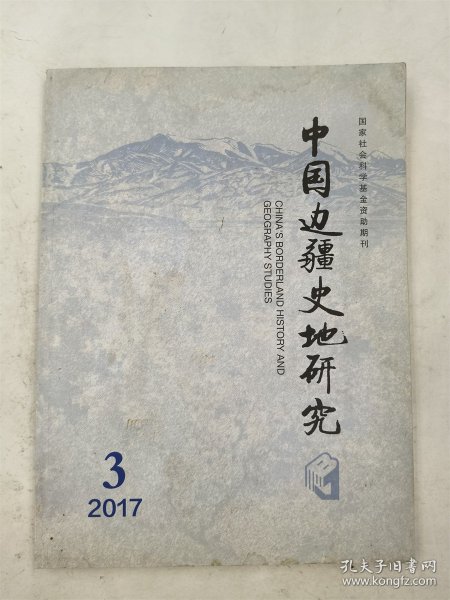 国家社会科学基金资助期刊
中国边疆史地研究
CHINA'S BORDERLAND HISTORY AND
GEOGRAPHY STUDIES
3
2017
孔夫子旧书网
www.kongfz.com